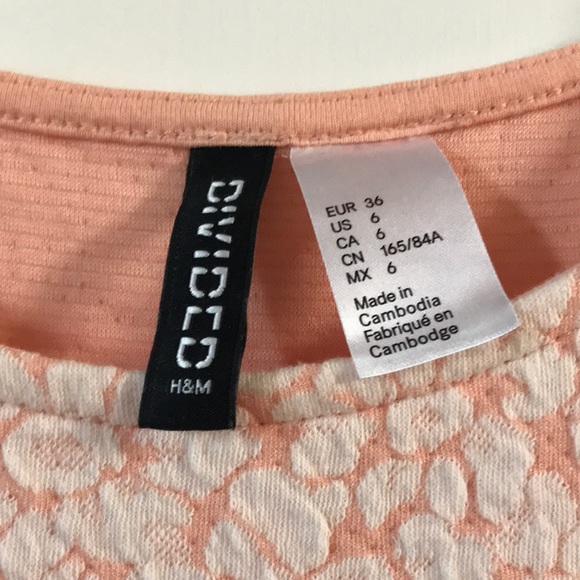 DIVIDED
H&M
EUR 36
US 6
CA 6
CN 165/84A
MX 6
Made in
Cambodia
Fabriqué en
Cambodge